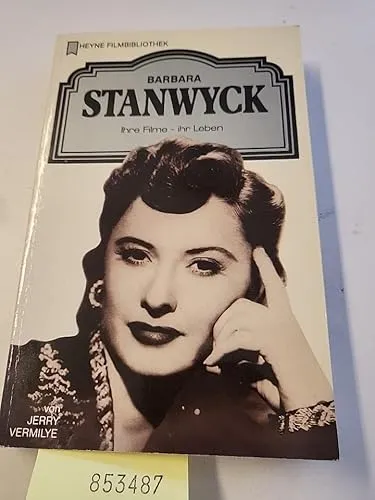 HEYNE FILMBIBLIOTHEK
BARBARA
STANWYCK
Ihre Filme – ihr Leben
von
JERRY
VERMILYE
853487